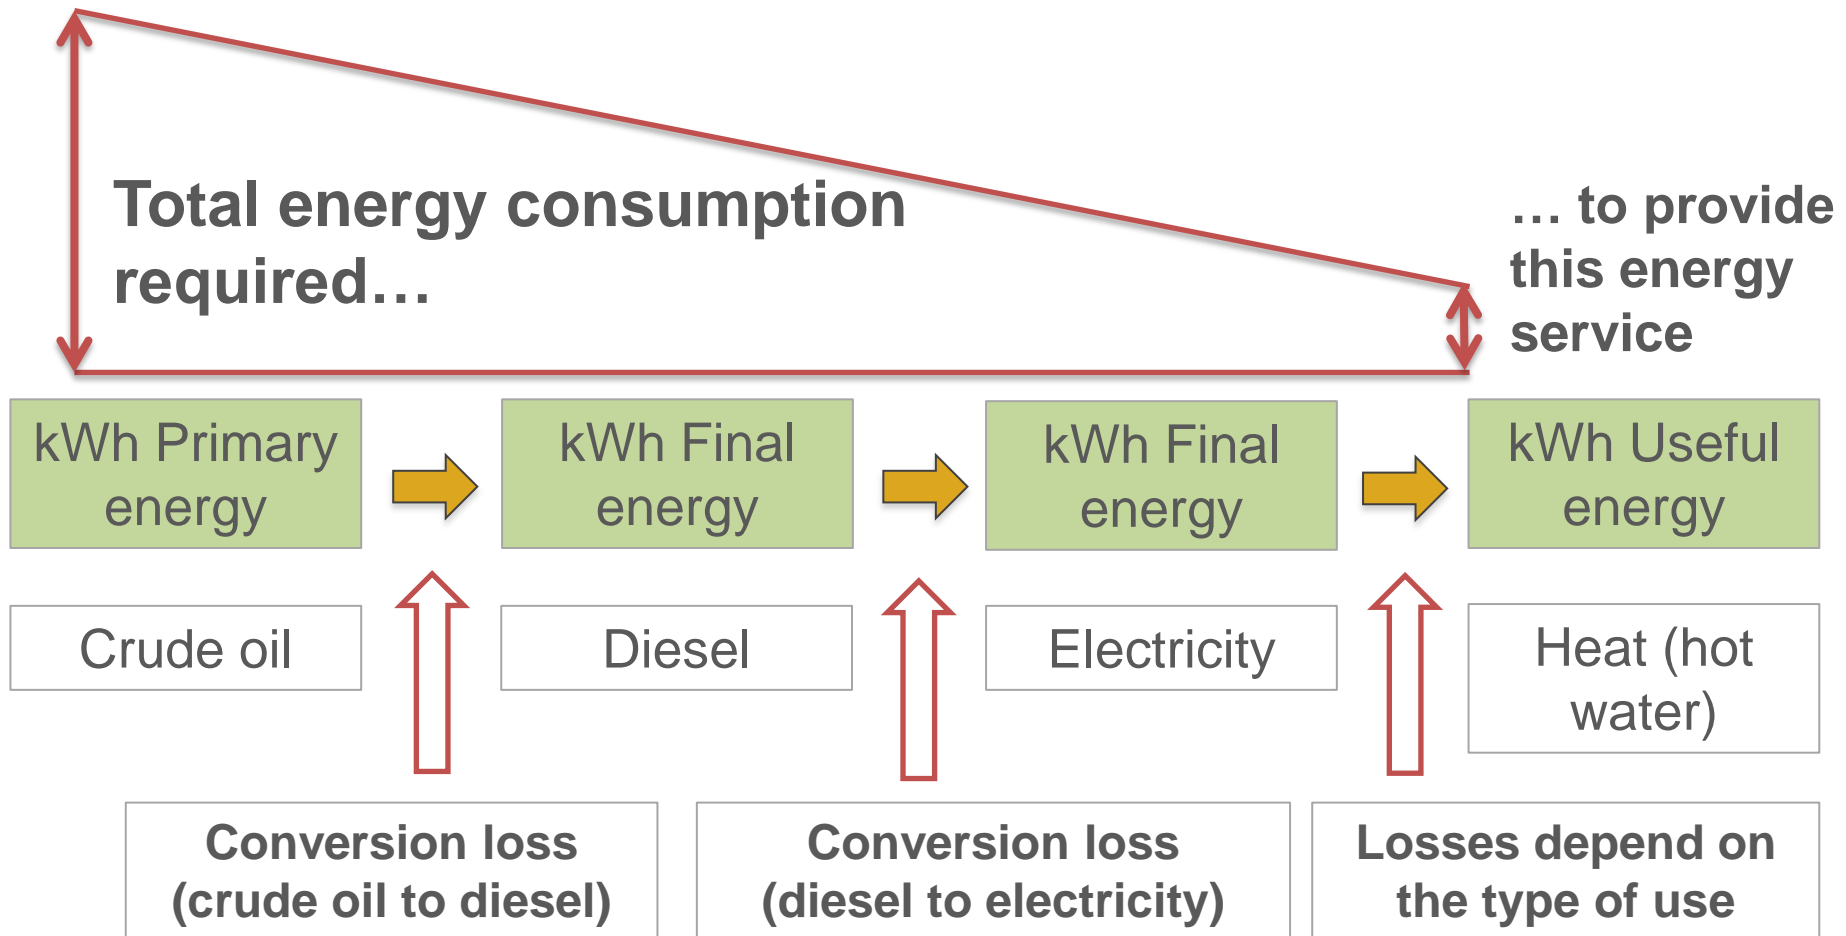 Total energy consumption
required…
… to provide
this energy
service
kWh Primary
energy
kWh Final
energy
kWh Final
energy
kWh Useful
energy
Crude oil
Diesel
Electricity
Heat (hot
water)
Conversion loss
(crude oil to diesel)
Conversion loss
(diesel to electricity)
Losses depend on
the type of use